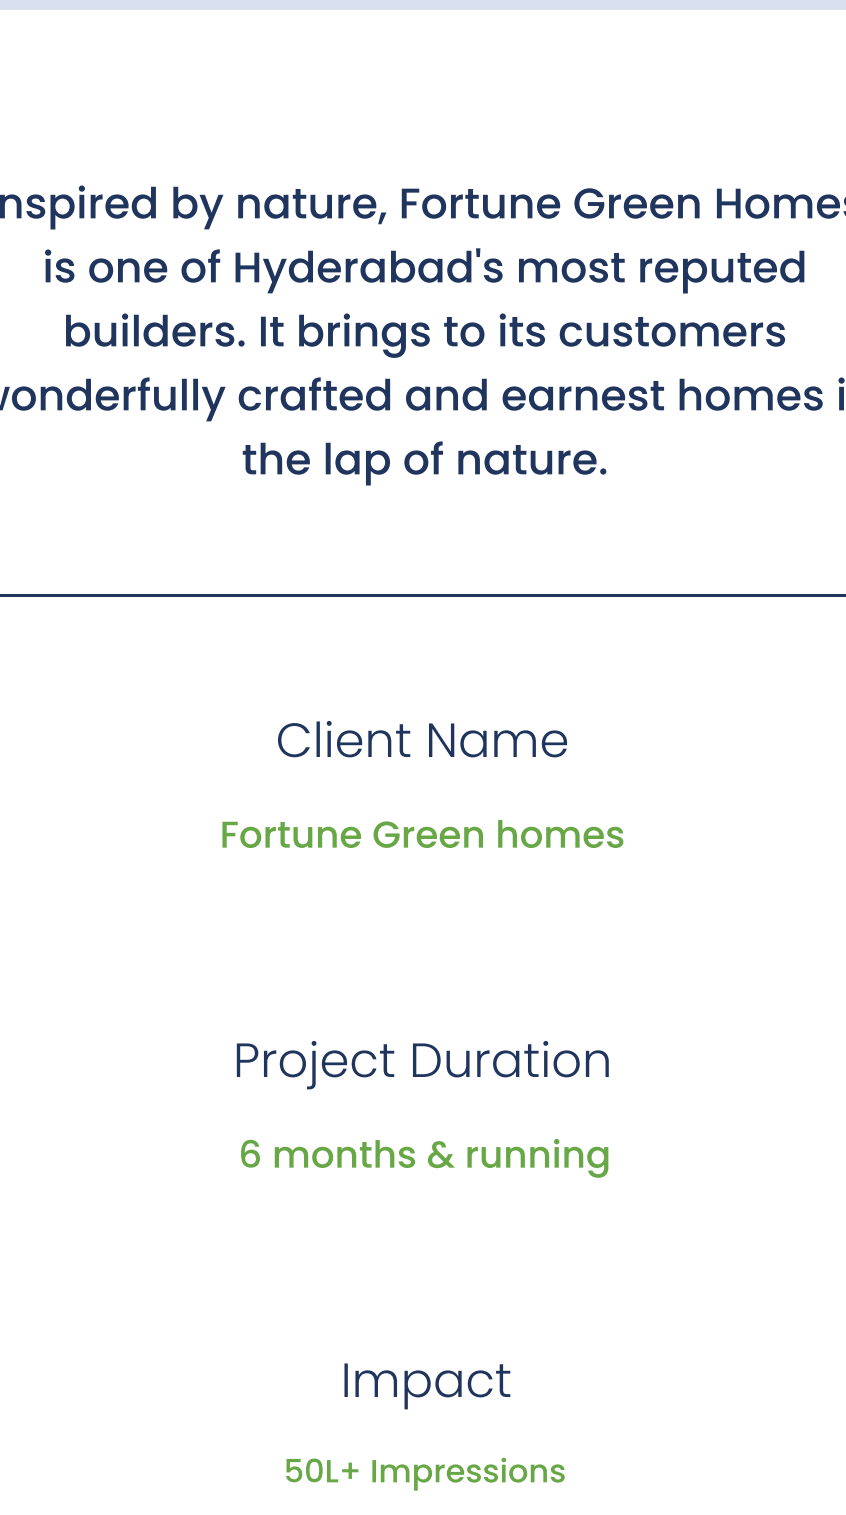 nspired by nature, Fortune Green Homes
is one of Hyderabad's most reputed
builders. It brings to its customers
wonderfully crafted and earnest homes i
the lap of nature.
Client Name
Fortune Green homes
Project Duration
6 months & running
Impact
50L+ Impressions